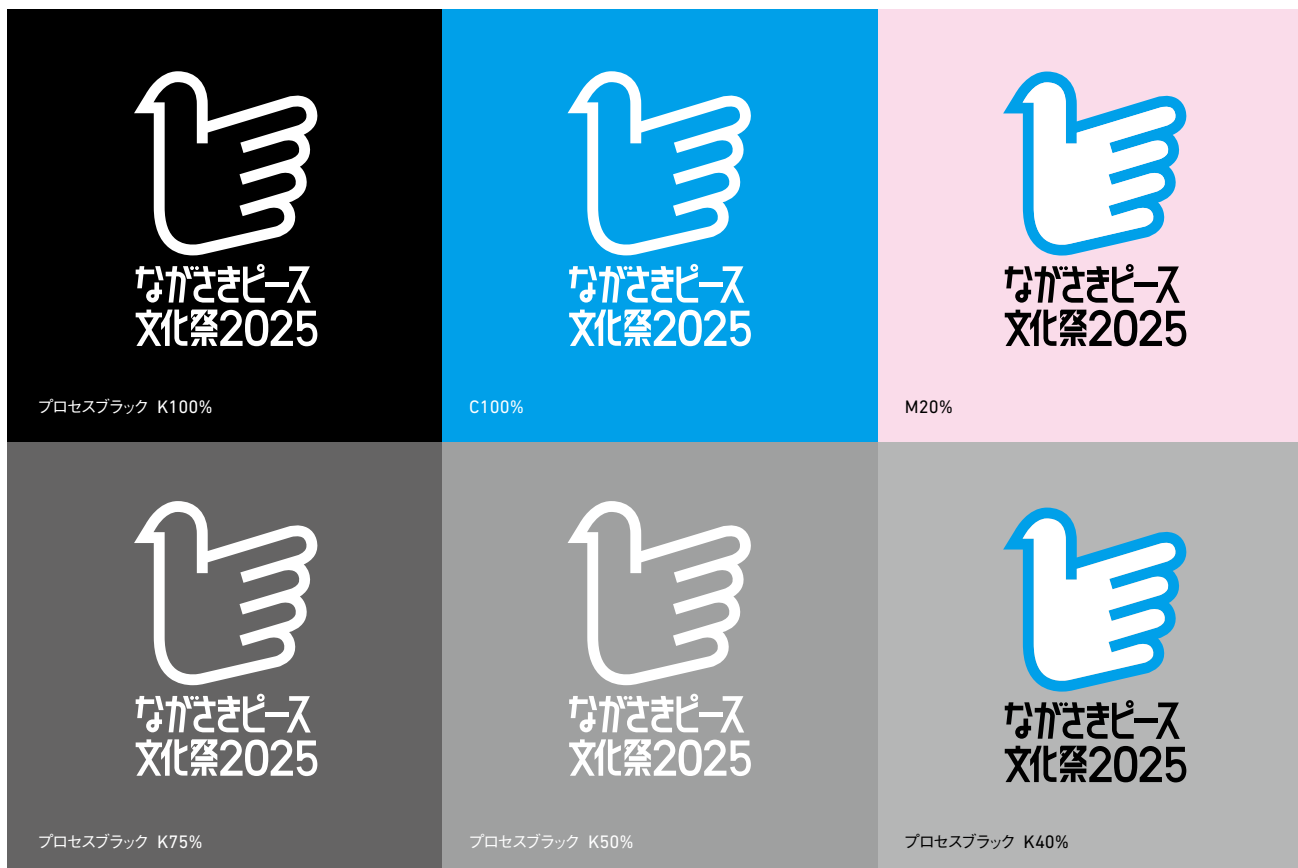 ながさきピース
文化祭2025
プロセスブラック K100%
ながさきピース
文化祭2025
C100%
ながさきピース
文化祭2025
M20%
ながさきピース
文化祭2025
プロセスブラック K75%
ながさきピース
文化祭2025
プロセスブラック K50%
ながさきピース
文化祭2025
プロセスブラック K40%